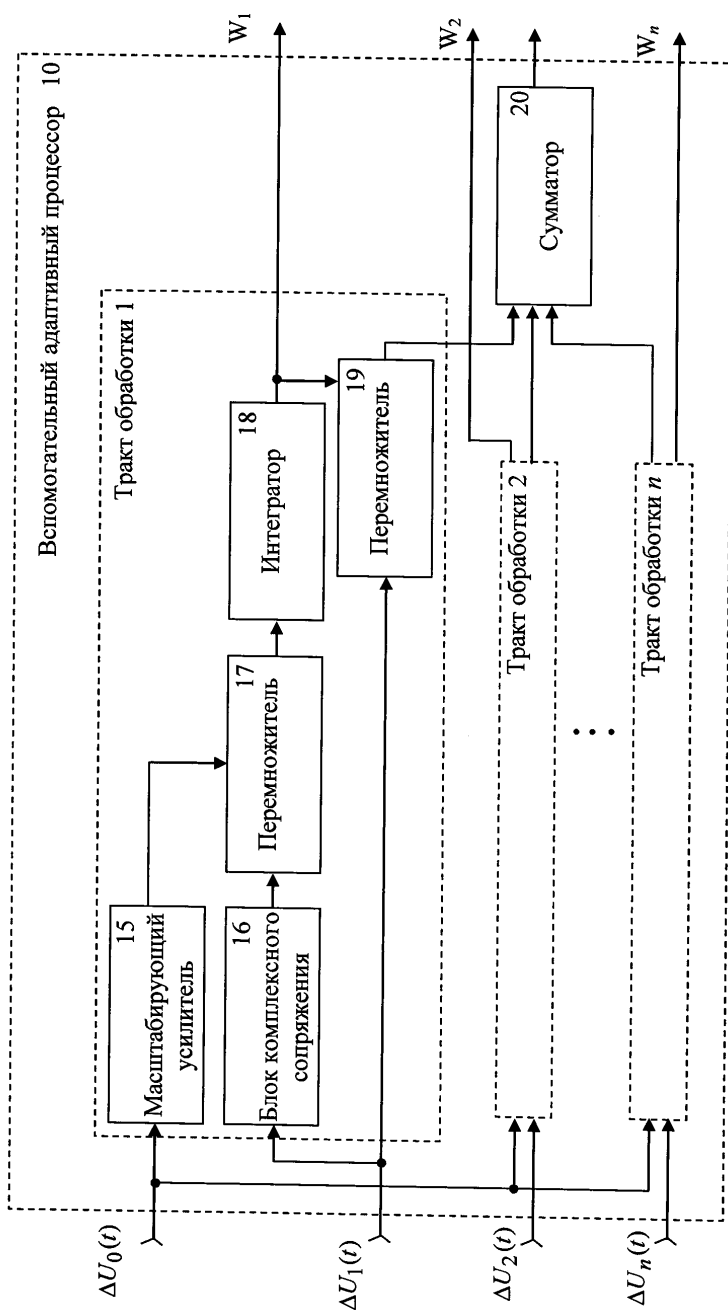 Вспомогательный адаптивный процессор 10
Тракт обработки 1
15
Масштабирующий
усилитель
16
Блок комплексного
сопряжения
17
Перемножитель
18
Интегратор
19
Перемножитель
20
Сумматор
Тракт обработки 2
Тракт обработки n
ΔU₀(t)
ΔU₁(t)
ΔU₂(t)
ΔUₙ(t)
W₁
W₂
Wₙ